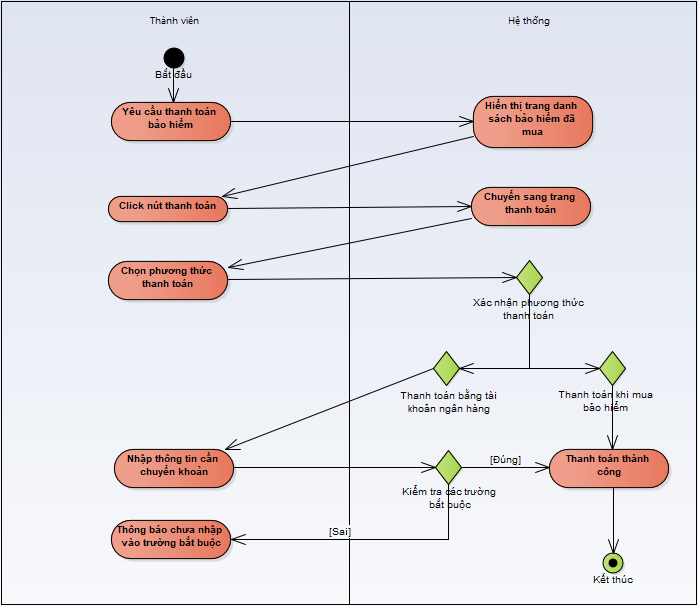 Thành viên
Hệ thống
Bắt đầu
Yêu cầu thanh toán
bảo hiểm
Hiển thị trang danh
sách bảo hiểm đã
mua
Click nút thanh toán
Chuyển sang trang
thanh toán
Chọn phương thức
thanh toán
Xác nhận phương thức
thanh toán
Thanh toán bằng tài
khoản ngân hàng
Thanh toán khi mua
bảo hiểm
Nhập thông tin cần
chuyển khoản
Kiểm tra các trường
bắt buộc
[Đúng]
Thanh toán thành
công
Thông báo chưa nhập
vào trường bắt buộc
[Sai]
Kết thúc